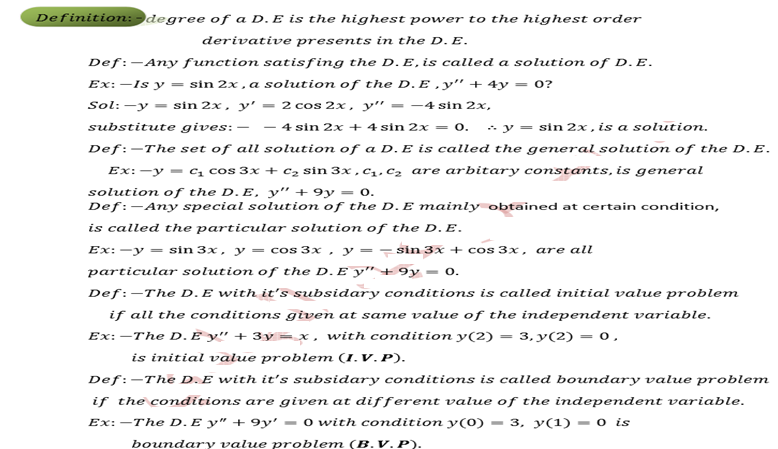 Definition:−degree of a D.E is the highest power to the highest order
derivative presents in the D.E.
Def:−Any function satisfing the D.E, is called a solution of D.E.
Ex:−Is y = sin 2x, a solution of the D.E, y′′ + 4y = 0?
Sol:−y = sin 2x, y′ = 2 cos 2x, y′′ = −4 sin 2x,
substitute gives:− − 4 sin 2x + 4 sin 2x = 0. ∴ y = sin 2x, is a solution.
Def:−The set of all solution of a D.E is called the general solution of the D.E.
Ex:−y = c₁ cos 3x + c₂ sin 3x, c₁, c₂ are arbitary constants, is general
solution of the D.E, y′′ + 9y = 0.
Def:−Any special solution of the D.E mainly obtained at certain condition,
is called the particular solution of the D.E.
Ex:−y = sin 3x, y = cos 3x, y = − sin 3x + cos 3x, are all
particular solution of the D.E y′′ + 9y = 0.
Def:−The D.E with it's subsidary conditions is called initial value problem
if all the conditions given at same value of the independent variable.
Ex:−The D.E y′′ + 3y = x, with condition y(2) = 3, y(2) = 0,
is initial value problem (I.V.P).
Def:−The D.E with it's subsidary conditions is called boundary value problem
if the conditions are given at different value of the independent variable.
Ex:−The D.E y′′ + 9y′ = 0 with condition y(0) = 3, y(1) = 0 is
boundary value problem (B.V.P).